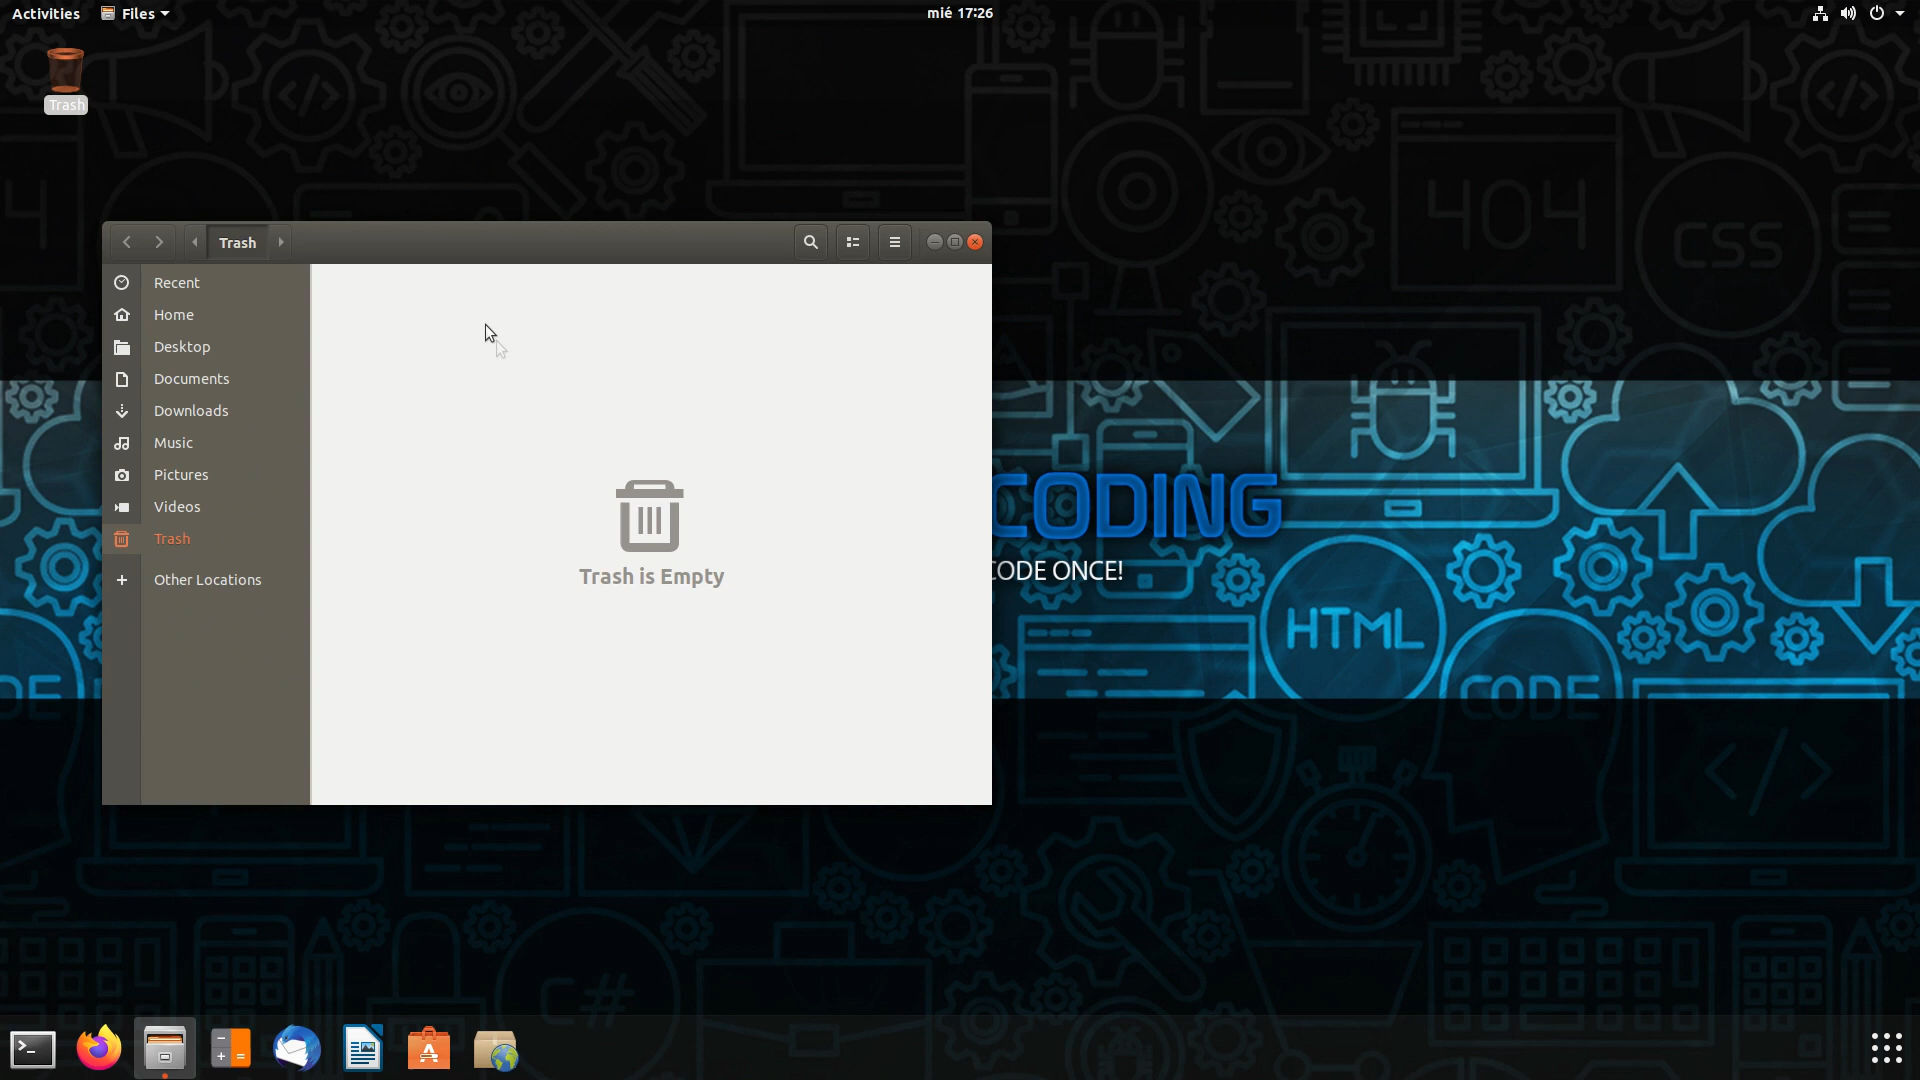 Activities
Files
mié 17:26
Trash
Trash
Recent
Home
Desktop
Documents
Downloads
Music
Pictures
Videos
Trash
Other Locations
Trash is Empty
404
CSS
CODING
CODE ONCE!
HTML
CODE
C#